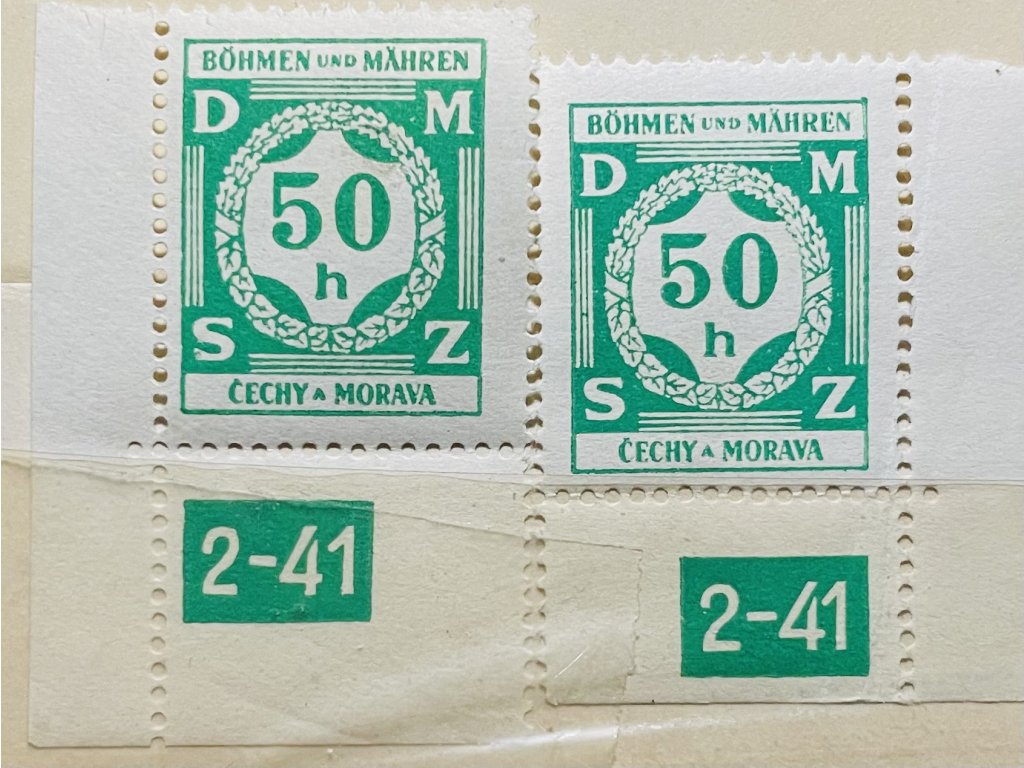 BÖHMEN UND MÄHREN
D M
50
h
S Z
ČECHY A MORAVA
2-41
BÖHMEN UND MÄHREN
D M
50
h
S Z
ČECHY A MORAVA
2-41